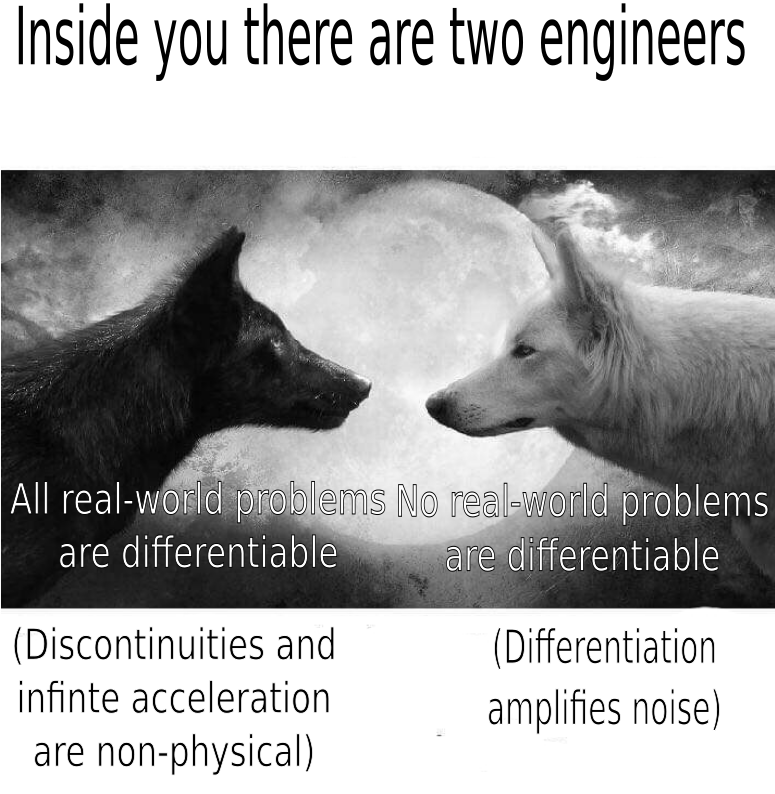 Inside you there are two engineers
All real-world problems
are differentiable
No real-world problems
are differentiable
(Discontinuities and
infinte acceleration
are non-physical)
(Differentiation
amplifies noise)